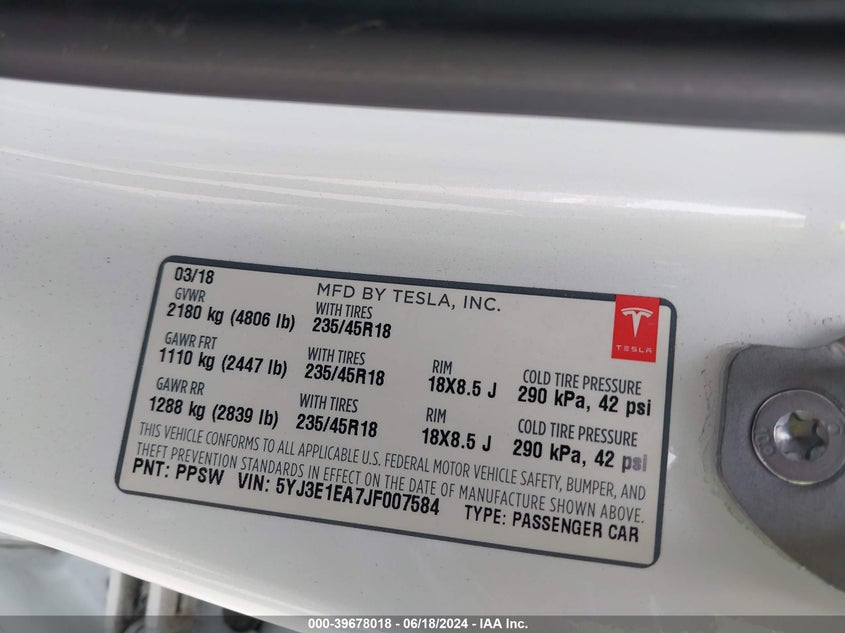 03/18 MFD BY TESLA, INC.
GVWR
2180 kg (4806 lb) WITH TIRES 235/45R18
TESLA
GAWR FRT
1110 kg (2447 lb) WITH TIRES 235/45R18 RIM 18X8.5 J COLD TIRE PRESSURE 290 kPa, 42 psi
GAWR RR
1288 kg (2839 lb) WITH TIRES 235/45R18 RIM 18X8.5 J COLD TIRE PRESSURE 290 kPa, 42 psi
THIS VEHICLE CONFORMS TO ALL APPLICABLE U.S. FEDERAL MOTOR VEHICLE SAFETY, BUMPER, AND
THEFT PREVENTION STANDARDS IN EFFECT ON THE DATE OF MANUFACTURE SHOWN ABOVE.
PNT: PPSW VIN: 5YJ3E1EA7JF007584 TYPE: PASSENGER CAR
000-39678018 - 06/18/2024 - IAA Inc.